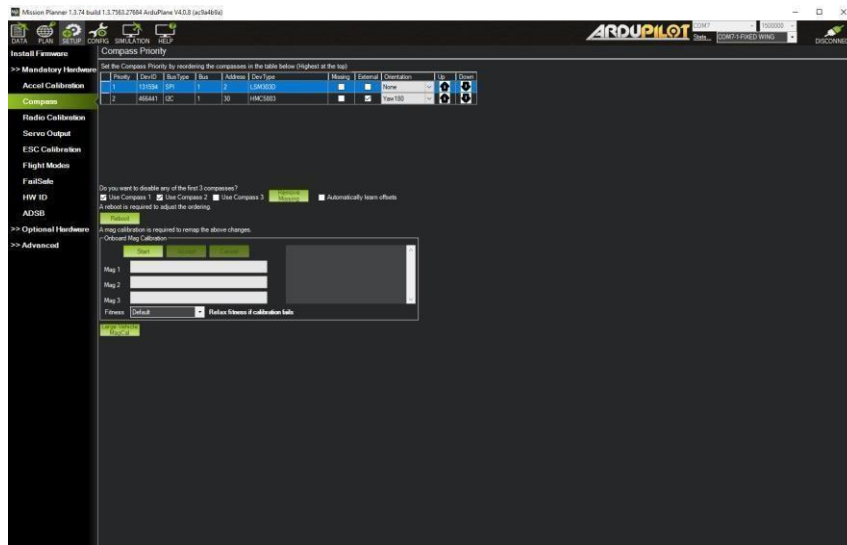 Mission Planner 1.3.74 build 1.3.7563.27684 ArduPlane V4.0.8 (ac9a4b9a)
DATA PLAN SETUP CONFIG SIMULATION HELP
ARDUPILOT
COM7 1500000
Stats... COM7-1-FIXED WING
DISCONNECT
Install Firmware
>> Mandatory Hardware
Accel Calibration
Compass
Radio Calibration
Servo Output
ESC Calibration
Flight Modes
FailSafe
HW ID
ADSB
>> Optional Hardware
>> Advanced
Compass Priority
Set the Compass Priority by reordering the compasses in the table below (Highest at the top)
Priority DevID BusType Bus Address DevType Missing External Orientation Up Down
1 131594 SPI 1 2 LSM303D None
2 466441 I2C 1 30 HMC5883 Yaw180
Do you want to disable any of the first 3 compasses?
Use Compass 1 Use Compass 2 Use Compass 3 Remove Missing Automatically learn offsets
A reboot is required to adjust the ordering.
Reboot
A mag calibration is required to remap the above changes.
Onboard Mag Calibration
Start Accept Cancel
Mag 1
Mag 2
Mag 3
Fitness Default Relax fitness if calibration fails
Large Vehicle
MagCal